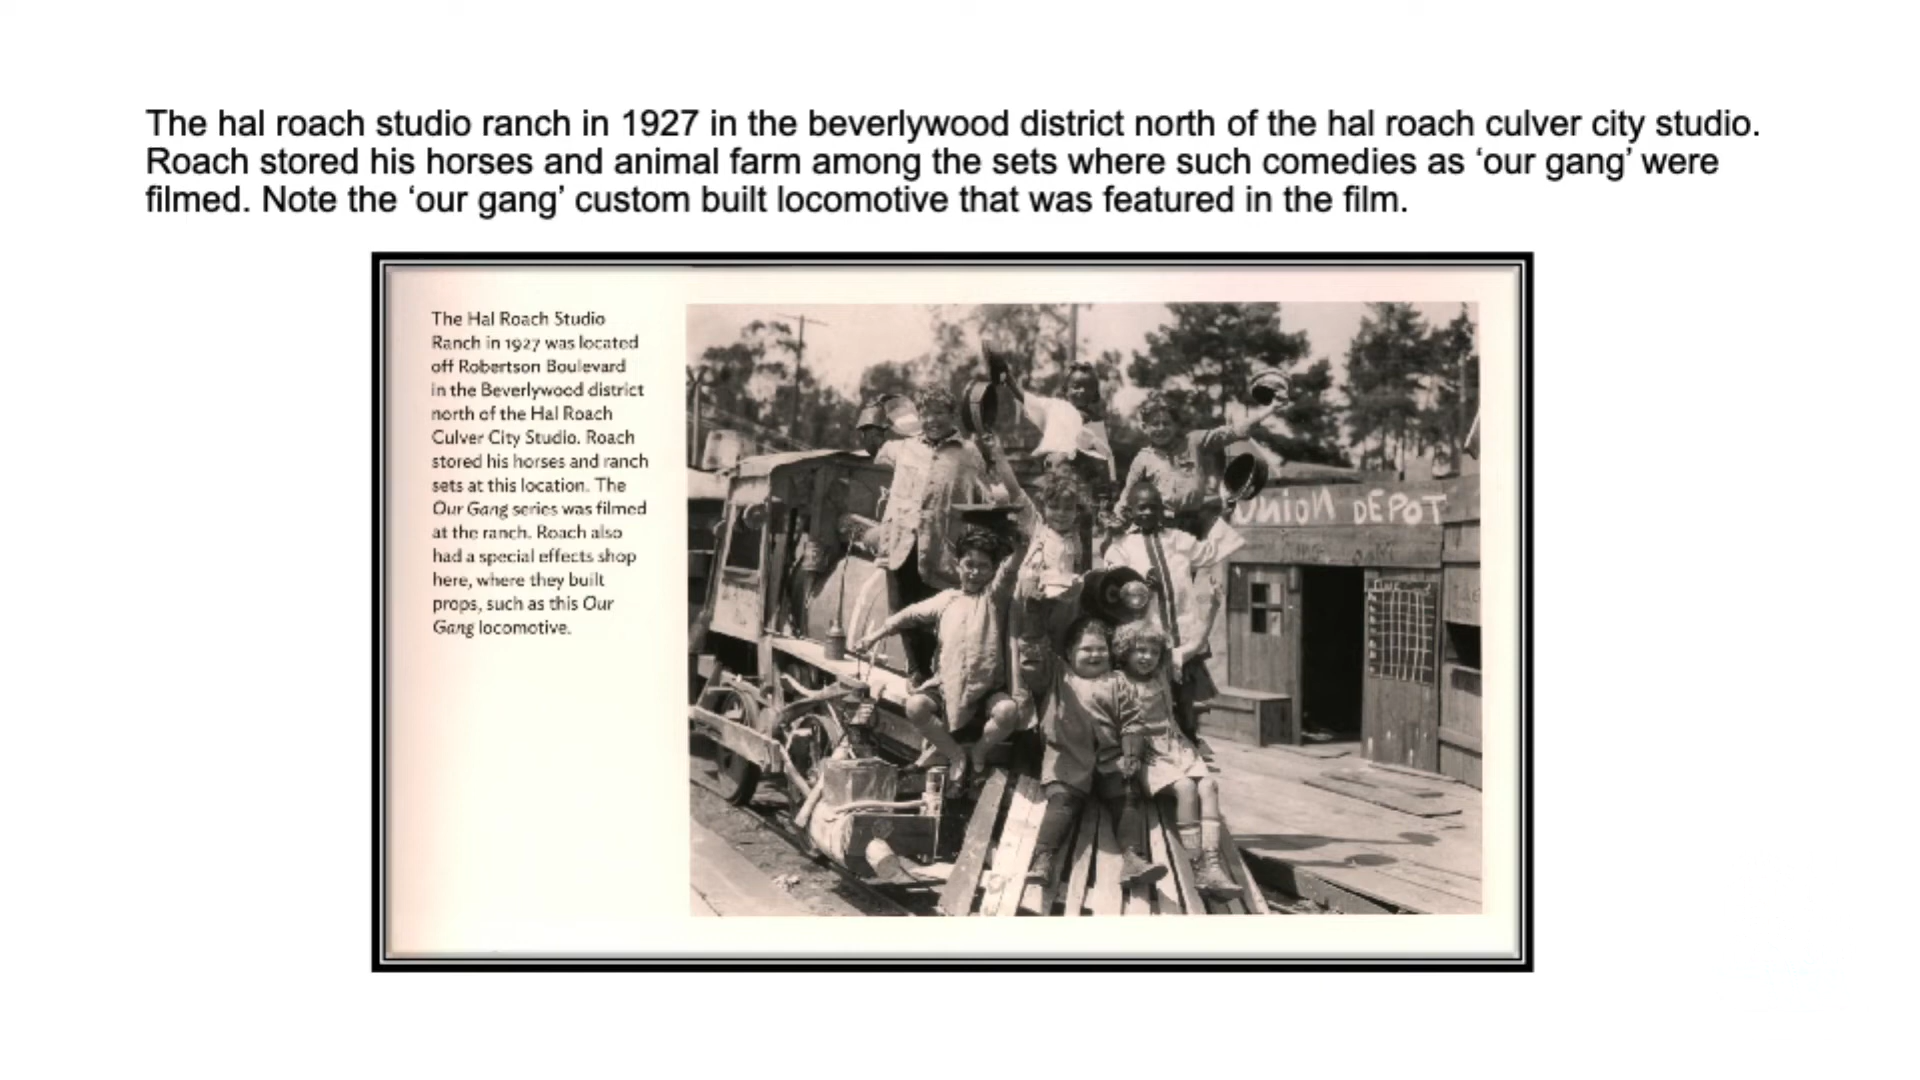 The hal roach studio ranch in 1927 in the beverlywood district north of the hal roach culver city studio.
Roach stored his horses and animal farm among the sets where such comedies as ‘our gang’ were
filmed. Note the ‘our gang’ custom built locomotive that was featured in the film.
The Hal Roach Studio
Ranch in 1927 was located
off Robertson Boulevard
in the Beverlywood district
north of the Hal Roach
Culver City Studio. Roach
stored his horses and ranch
sets at this location. The
Our Gang series was filmed
at the ranch. Roach also
had a special effects shop
here, where they built
props, such as this Our
Gang locomotive.
UNION DEPOT